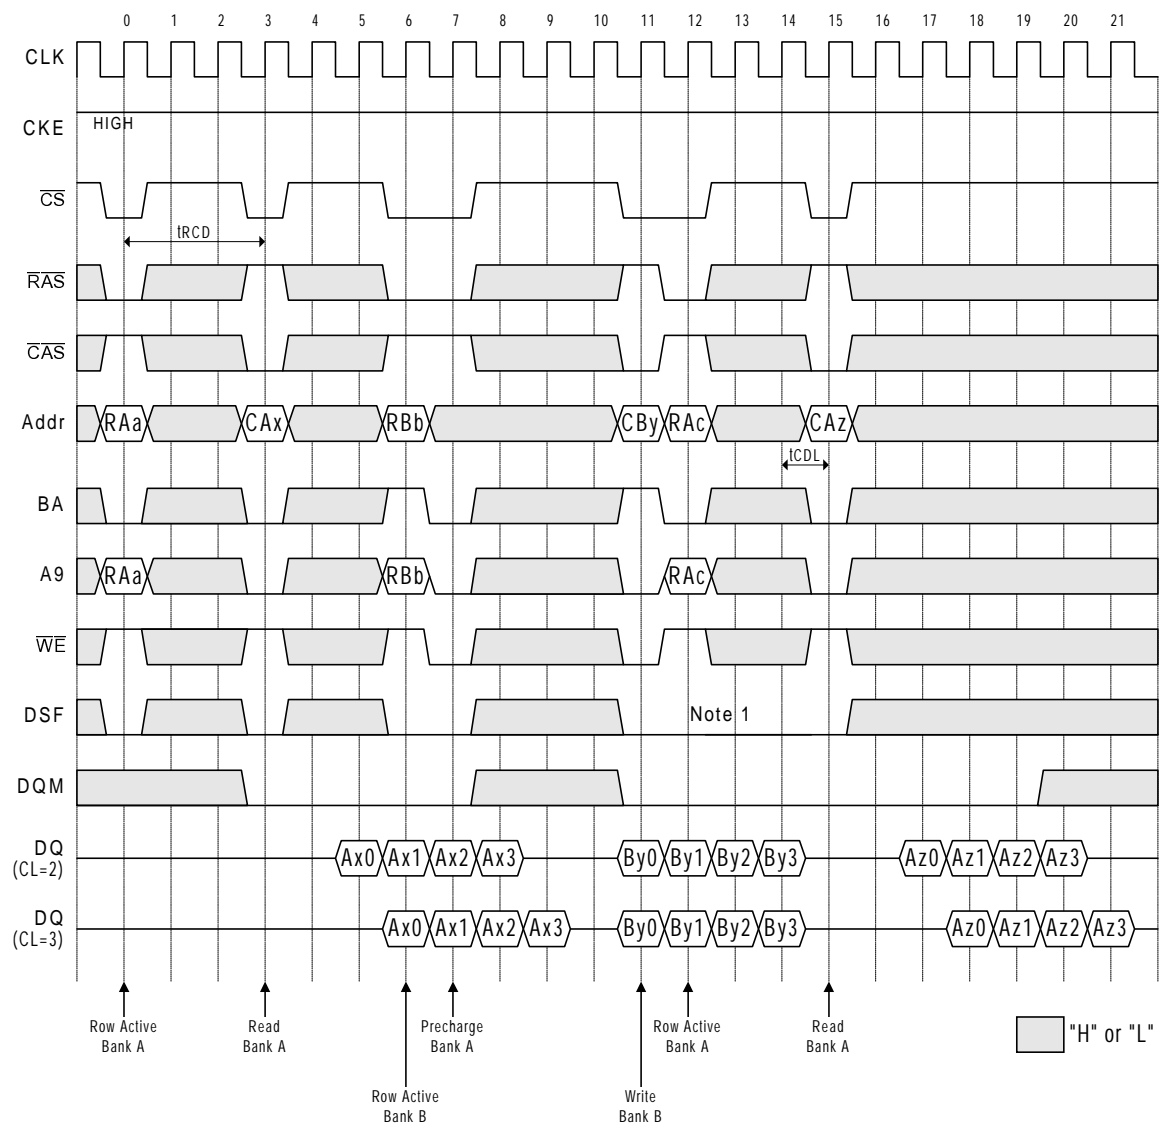 0 1 2 3 4 5 6 7 8 9 10 11 12 13 14 15 16 17 18 19 20 21
CLK
CKE HIGH
CS
tRCD
RAS
CAS
Addr RAa CAx RBb CBy RAc CAz
tCDL
BA
A9 RAa RBb RAc
WE
DSF Note 1
DQM
DQ
(CL=2) Ax0 Ax1 Ax2 Ax3 By0 By1 By2 By3 Az0 Az1 Az2 Az3
DQ
(CL=3) Ax0 Ax1 Ax2 Ax3 By0 By1 By2 By3 Az0 Az1 Az2 Az3
Row Active
Bank A
Read
Bank A
Precharge
Bank A
Row Active
Bank A
Read
Bank A
"H" or "L"
Row Active
Bank B
Write
Bank B